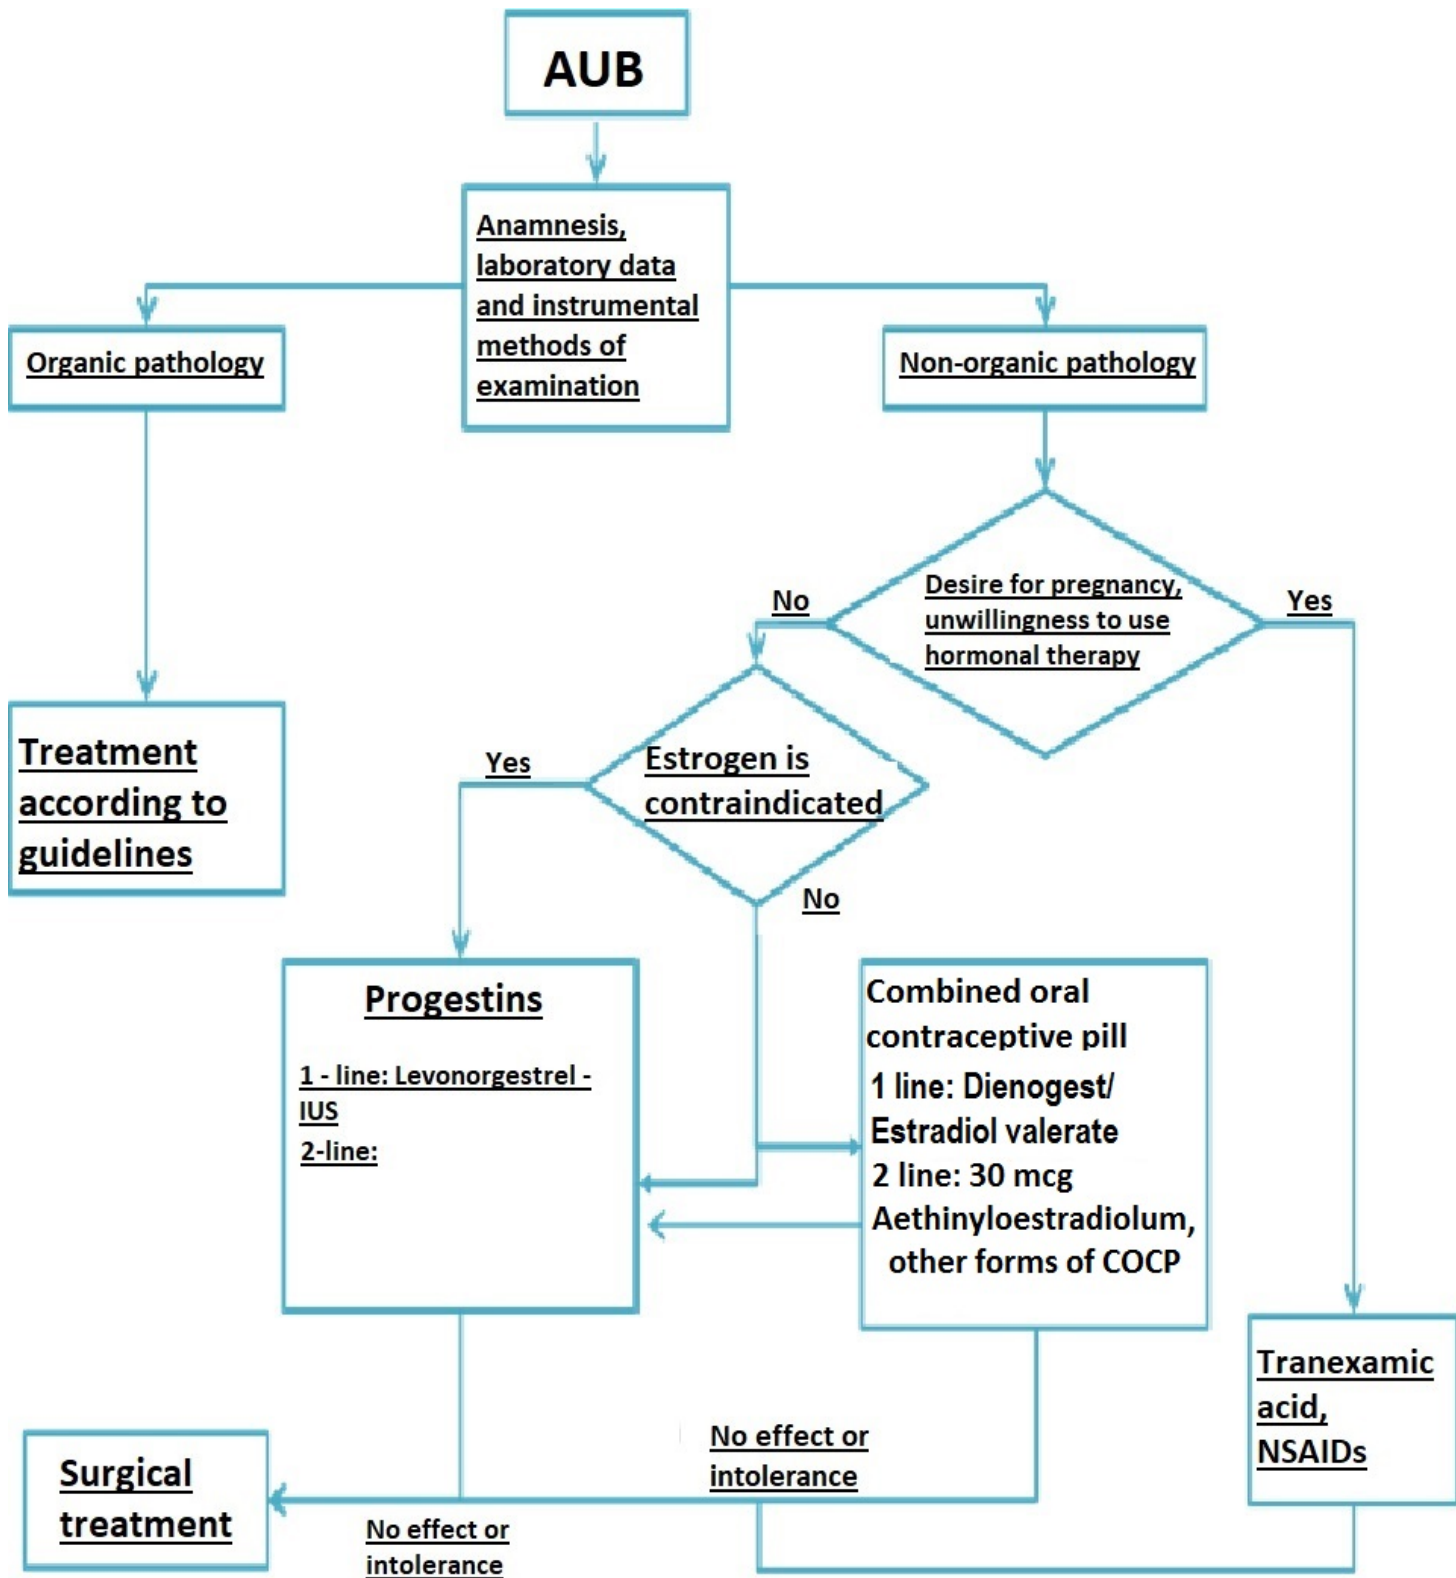 AUB
Anamnesis,
laboratory data
and instrumental
methods of
examination
Organic pathology
Non-organic pathology
Desire for pregnancy,
unwillingness to use
hormonal therapy
No
Yes
Treatment
according to
guidelines
Estrogen is
contraindicated
Yes
No
Progestins
1 - line: Levonorgestrel -
IUS
2-line:
Combined oral
contraceptive pill
1 line: Dienogest/
Estradiol valerate
2 line: 30 mcg
Aethinyloestradiolum,
other forms of COCP
Tranexamic
acid,
NSAIDs
Surgical
treatment
No effect or
intolerance
No effect or
intolerance